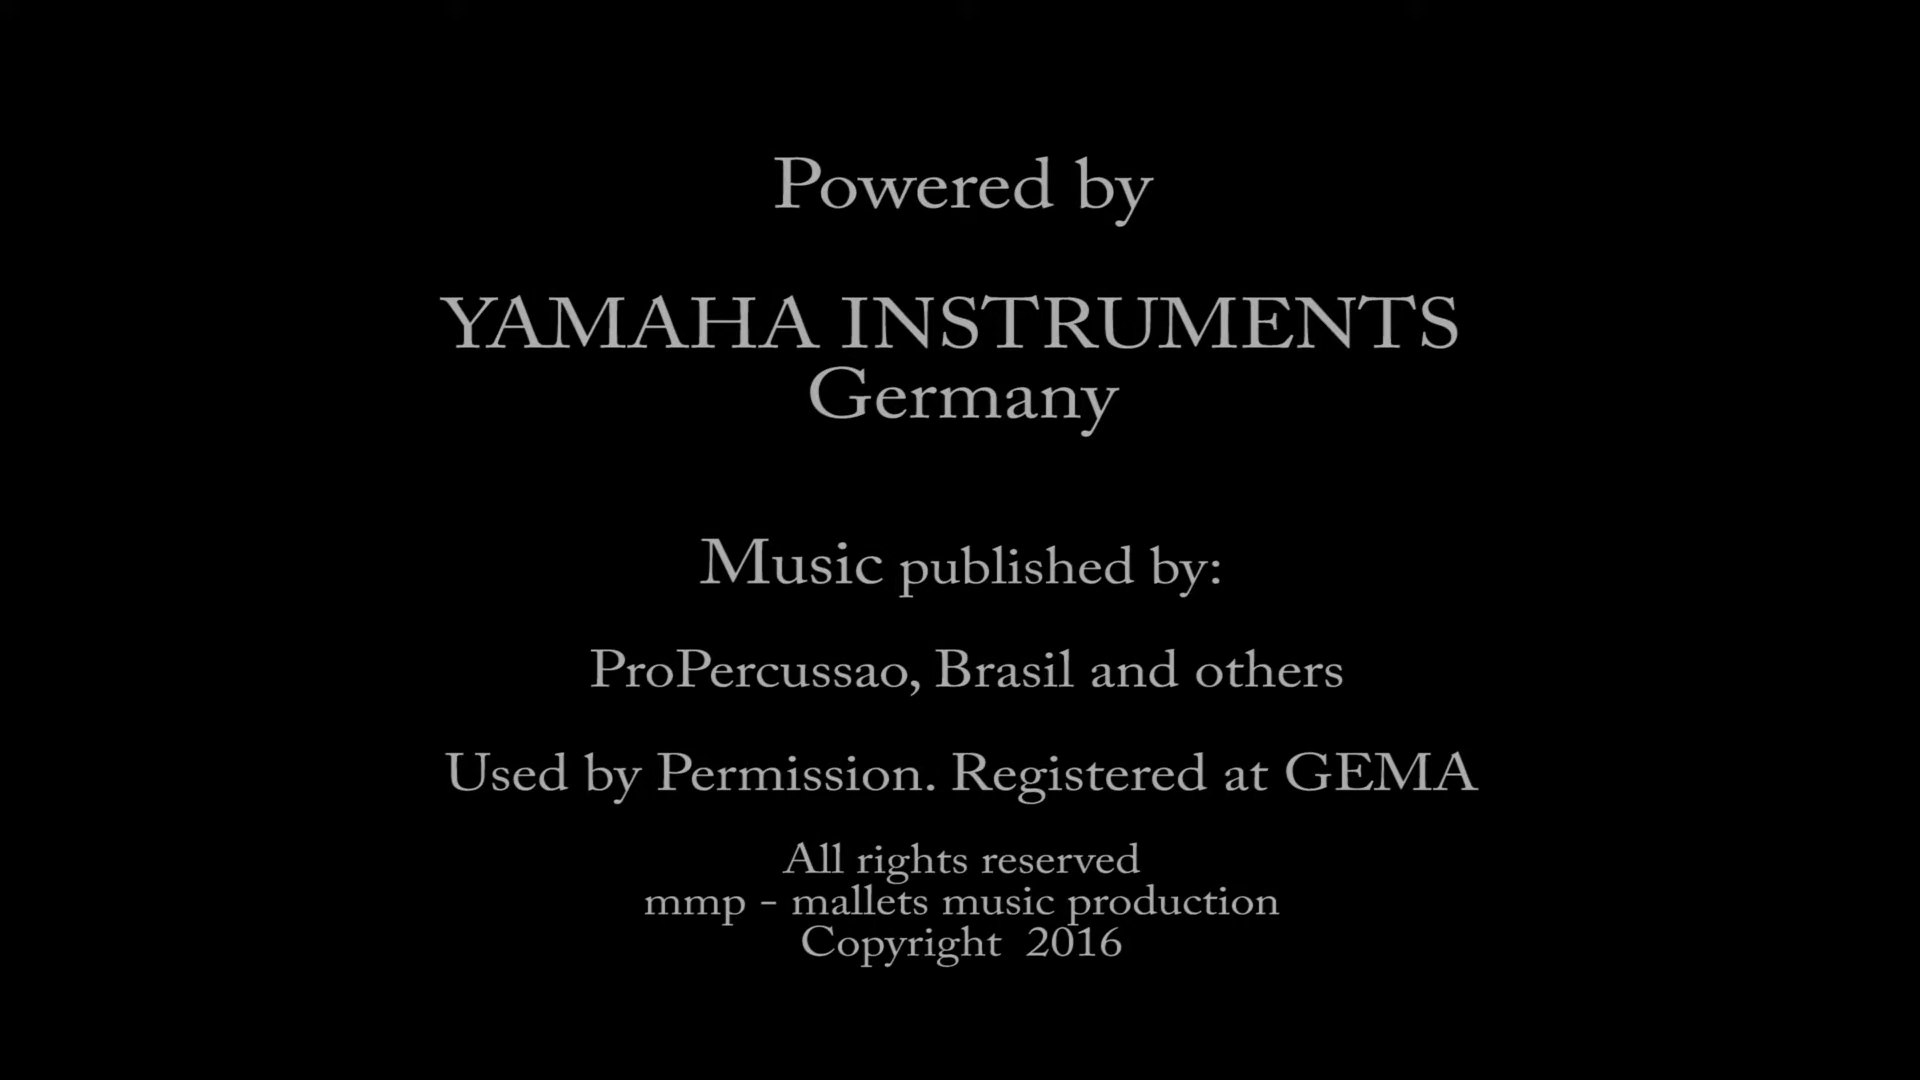 Powered by
YAMAHA INSTRUMENTS
Germany
Music published by:
ProPercussao, Brasil and others
Used by Permission. Registered at GEMA
All rights reserved
mmp - mallets music production
Copyright 2016